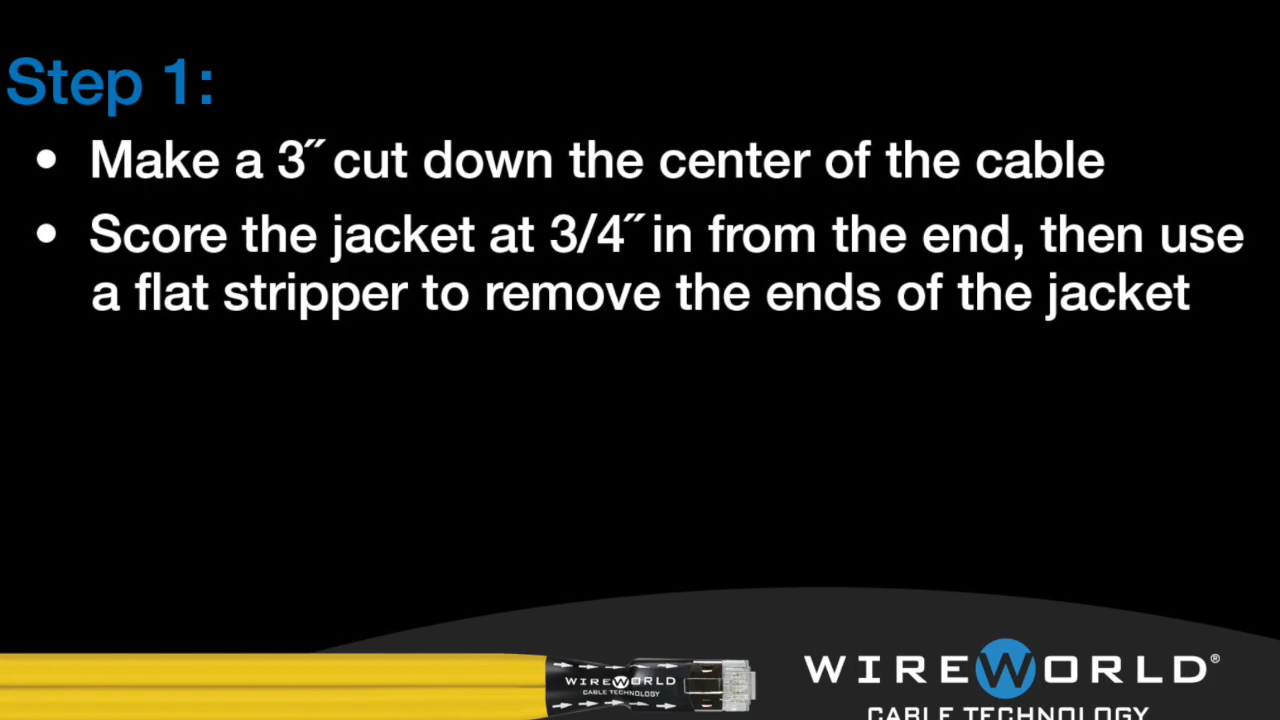 Step 1:
• Make a 3˝ cut down the center of the cable
• Score the jacket at 3/4˝ in from the end, then use
a flat stripper to remove the ends of the jacket
WIREWORLD
CABLE TECHNOLOGY
WIREWORLD®
CABLE TECHNOLOGY